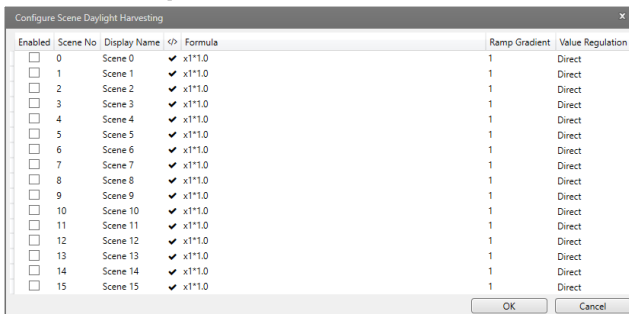 Configure Scene Daylight Harvesting x
Enabled Scene No Display Name </> Formula Ramp Gradient Value Regulation
0 Scene 0 ✔ x1*1.0 1 Direct
1 Scene 1 ✔ x1*1.0 1 Direct
2 Scene 2 ✔ x1*1.0 1 Direct
3 Scene 3 ✔ x1*1.0 1 Direct
4 Scene 4 ✔ x1*1.0 1 Direct
5 Scene 5 ✔ x1*1.0 1 Direct
6 Scene 6 ✔ x1*1.0 1 Direct
7 Scene 7 ✔ x1*1.0 1 Direct
8 Scene 8 ✔ x1*1.0 1 Direct
9 Scene 9 ✔ x1*1.0 1 Direct
10 Scene 10 ✔ x1*1.0 1 Direct
11 Scene 11 ✔ x1*1.0 1 Direct
12 Scene 12 ✔ x1*1.0 1 Direct
13 Scene 13 ✔ x1*1.0 1 Direct
14 Scene 14 ✔ x1*1.0 1 Direct
15 Scene 15 ✔ x1*1.0 1 Direct
OK Cancel